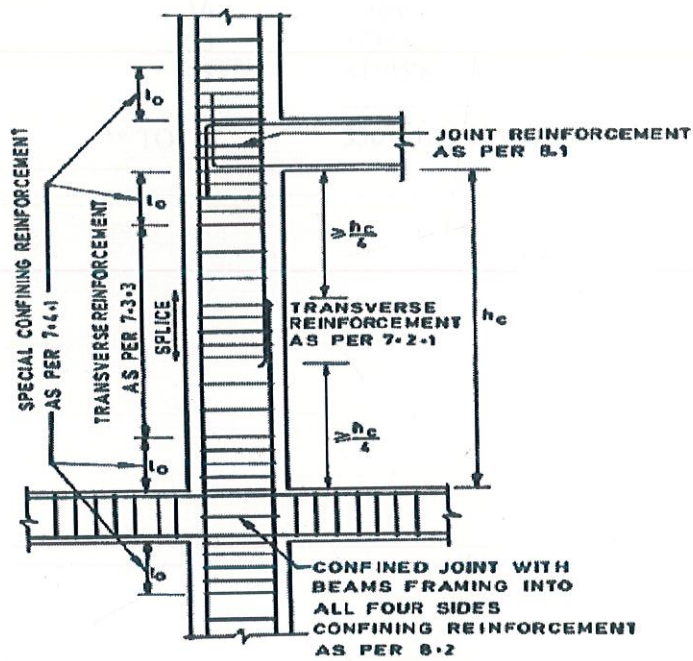 SPECIAL CONFINING REINFORCEMENT
AS PER 7·4·1
TRANSVERSE REINFORCEMENT
AS PER 7·3·3
SPLICE
lo
lo
lo
lo
JOINT REINFORCEMENT
AS PER 8·1
≥ hc/4
TRANSVERSE
REINFORCEMENT
AS PER 7·2·1
hc
≥ hc/4
CONFINED JOINT WITH
BEAMS FRAMING INTO
ALL FOUR SIDES
CONFINING REINFORCEMENT
AS PER 8·2